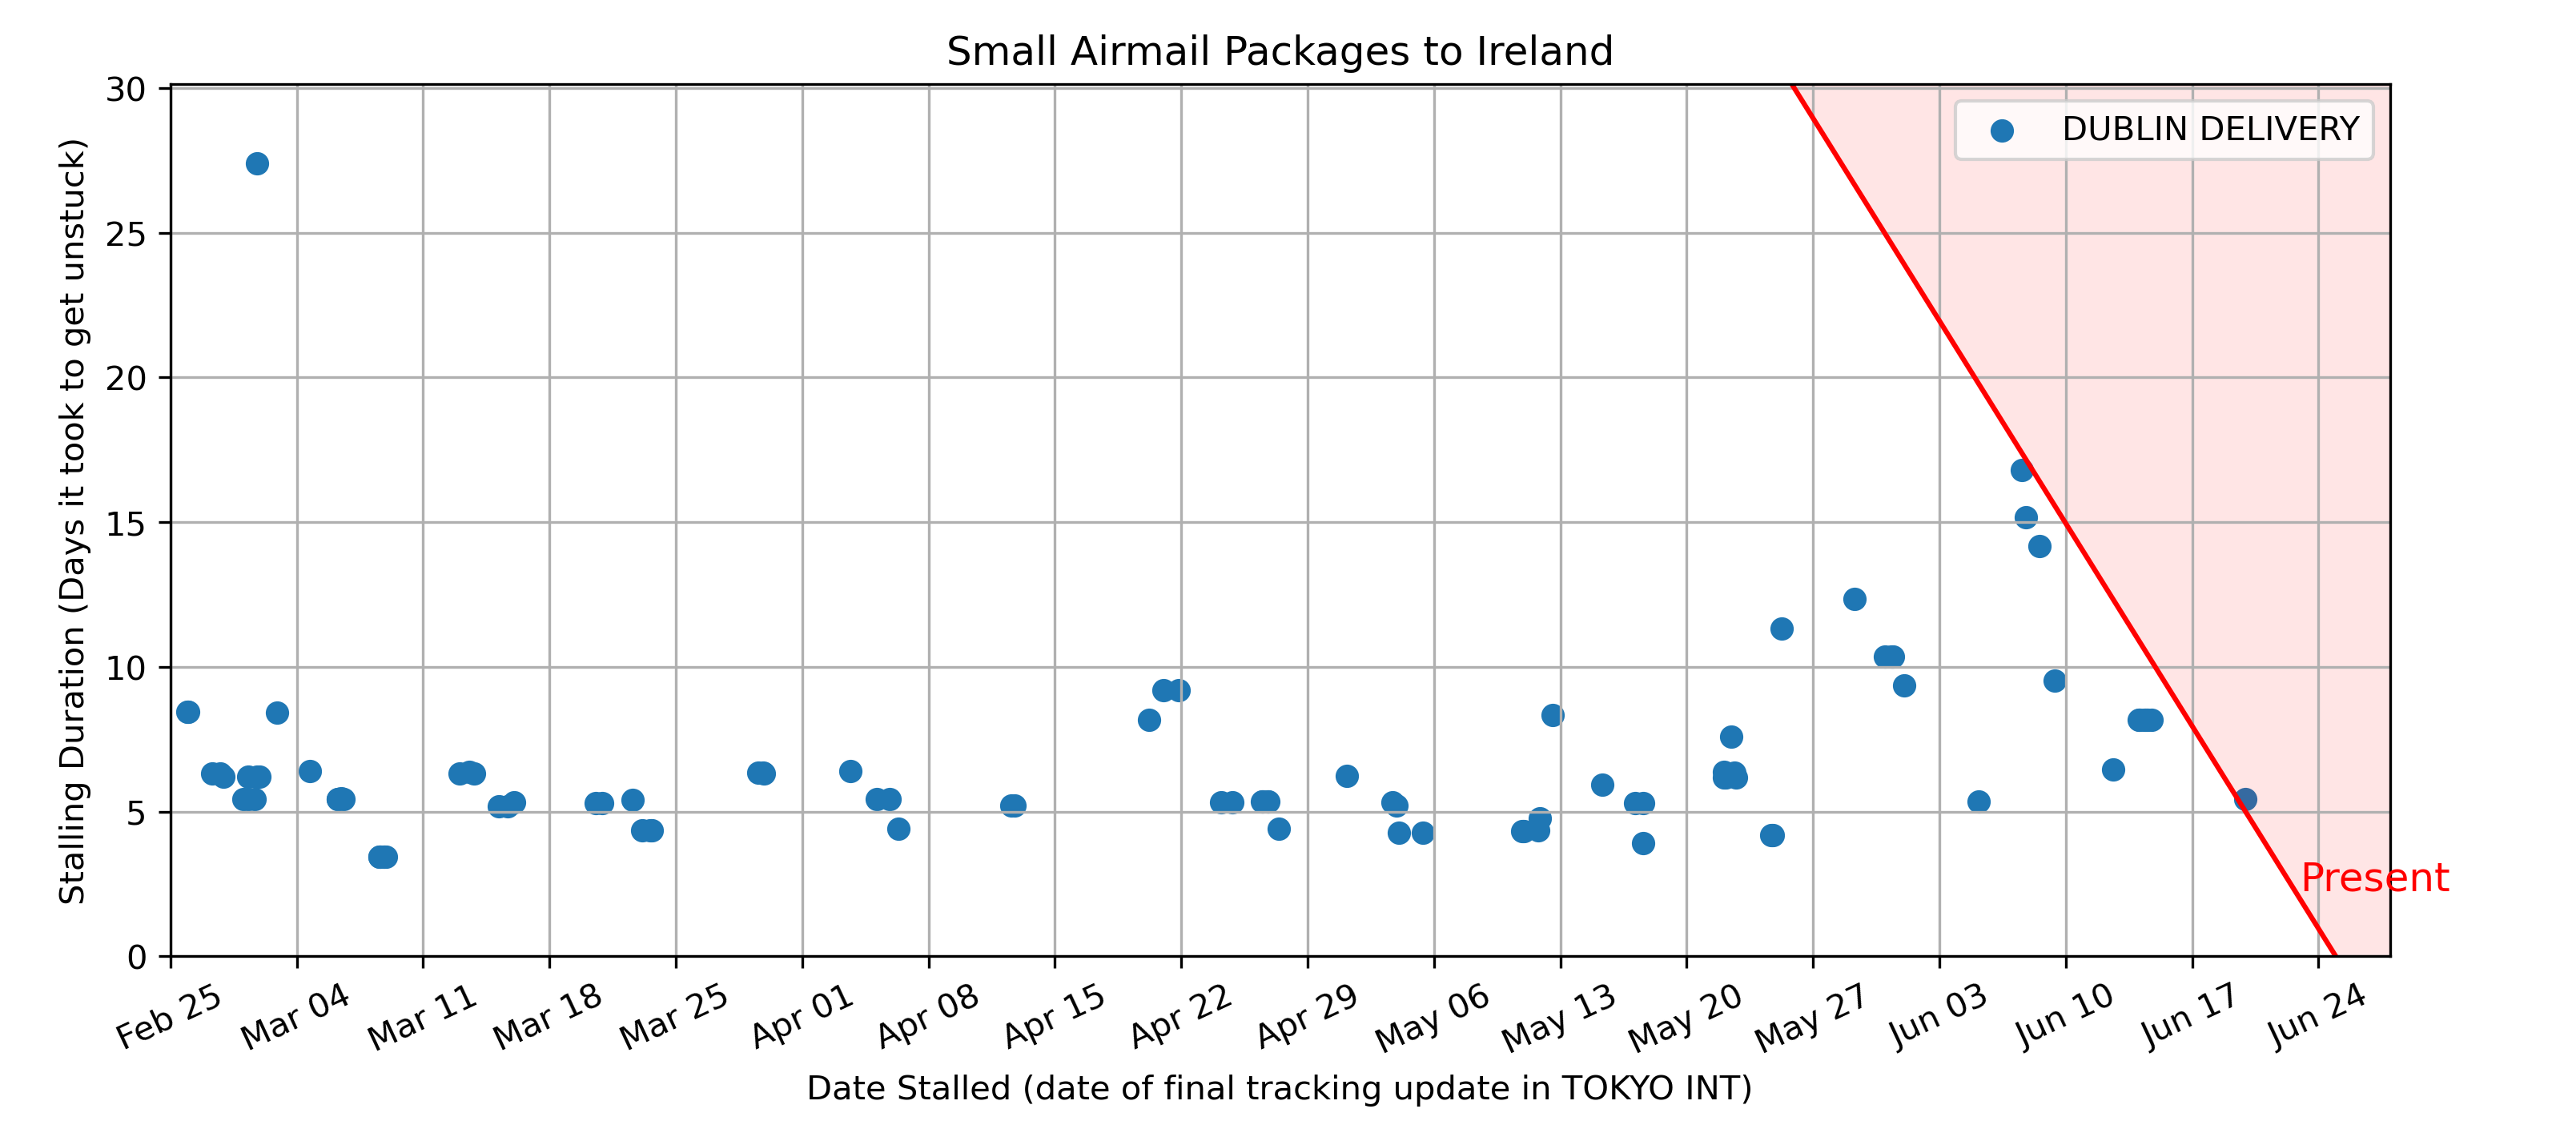 Small Airmail Packages to Ireland
DUBLIN DELIVERY
Stalling Duration (Days it took to get unstuck)
30
25
20
15
10
5
0
Present
Feb 25
Mar 04
Mar 11
Mar 18
Mar 25
Apr 01
Apr 08
Apr 15
Apr 22
Apr 29
May 06
May 13
May 20
May 27
Jun 03
Jun 10
Jun 17
Jun 24
Date Stalled (date of final tracking update in TOKYO INT)